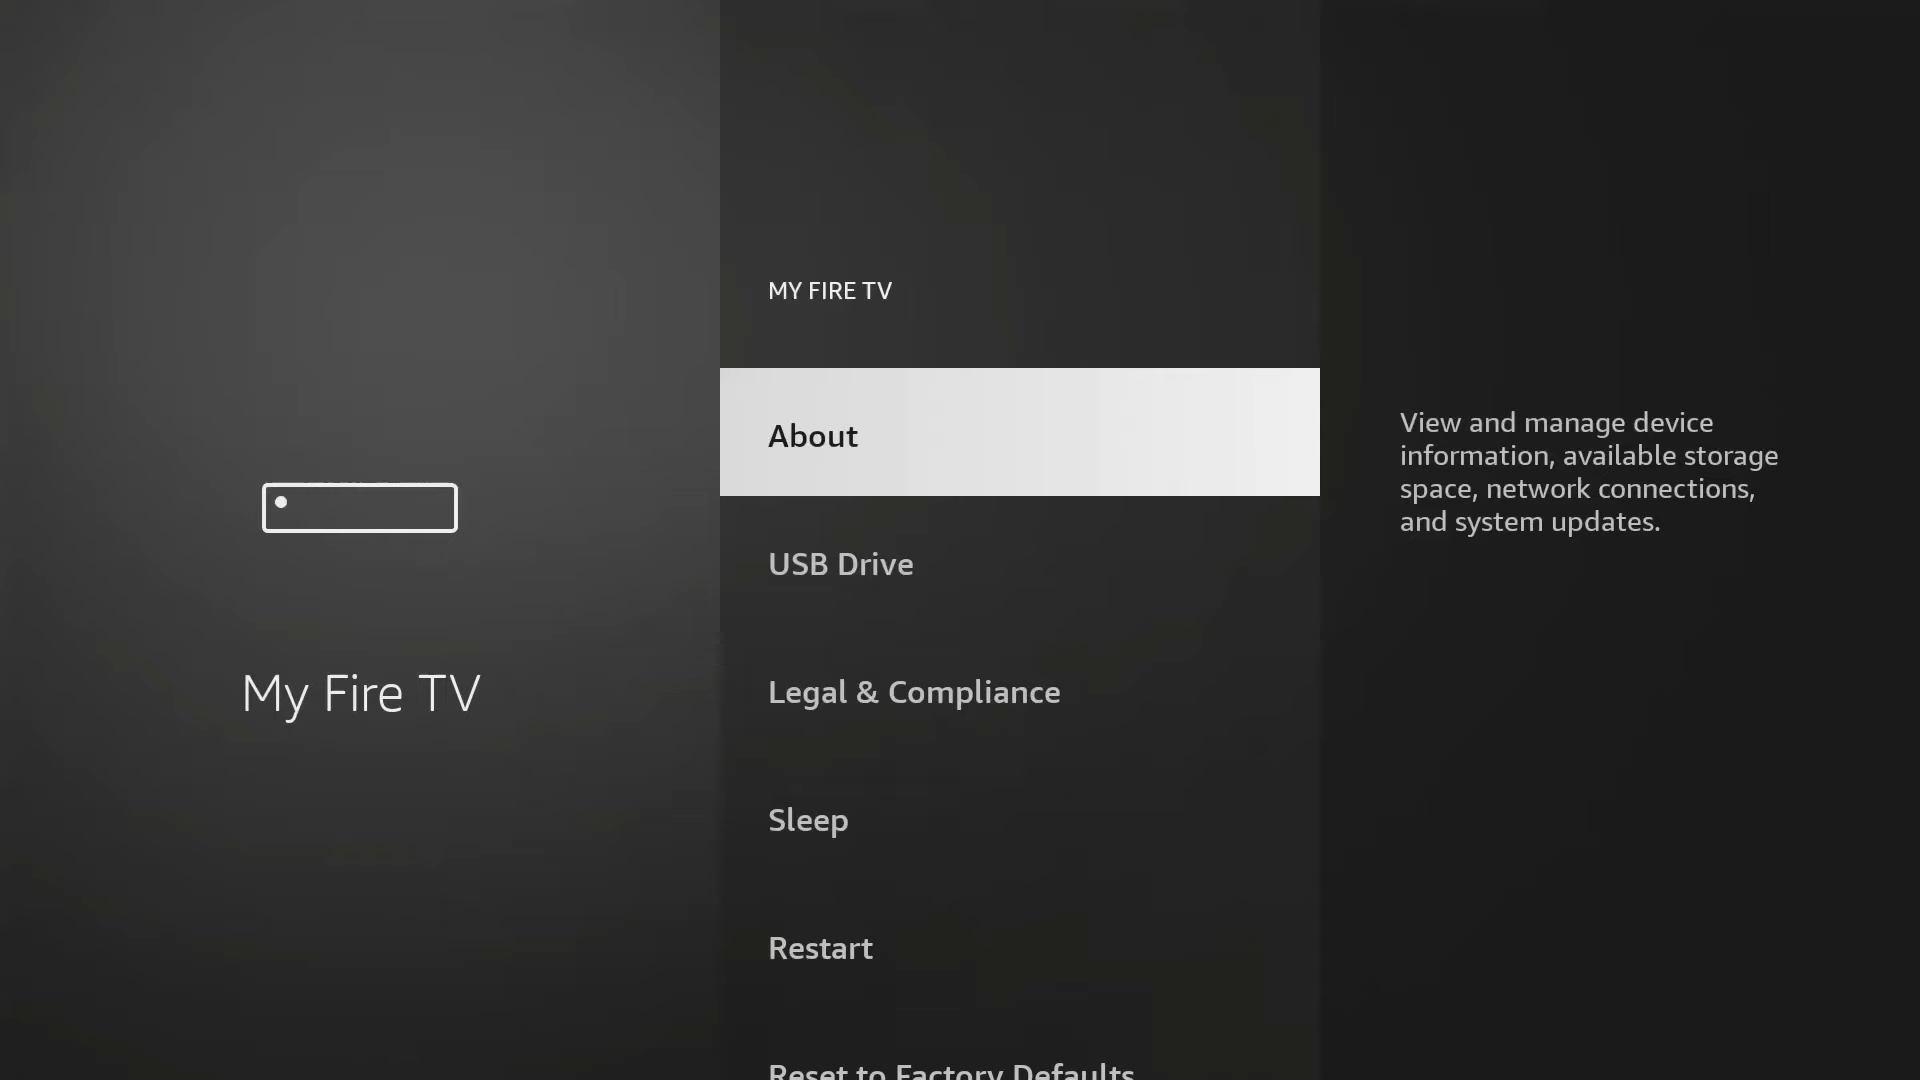 MY FIRE TV
About
View and manage device
information, available storage
space, network connections,
and system updates.
USB Drive
Legal & Compliance
My Fire TV
Sleep
Restart
Reset to Factory Defaults